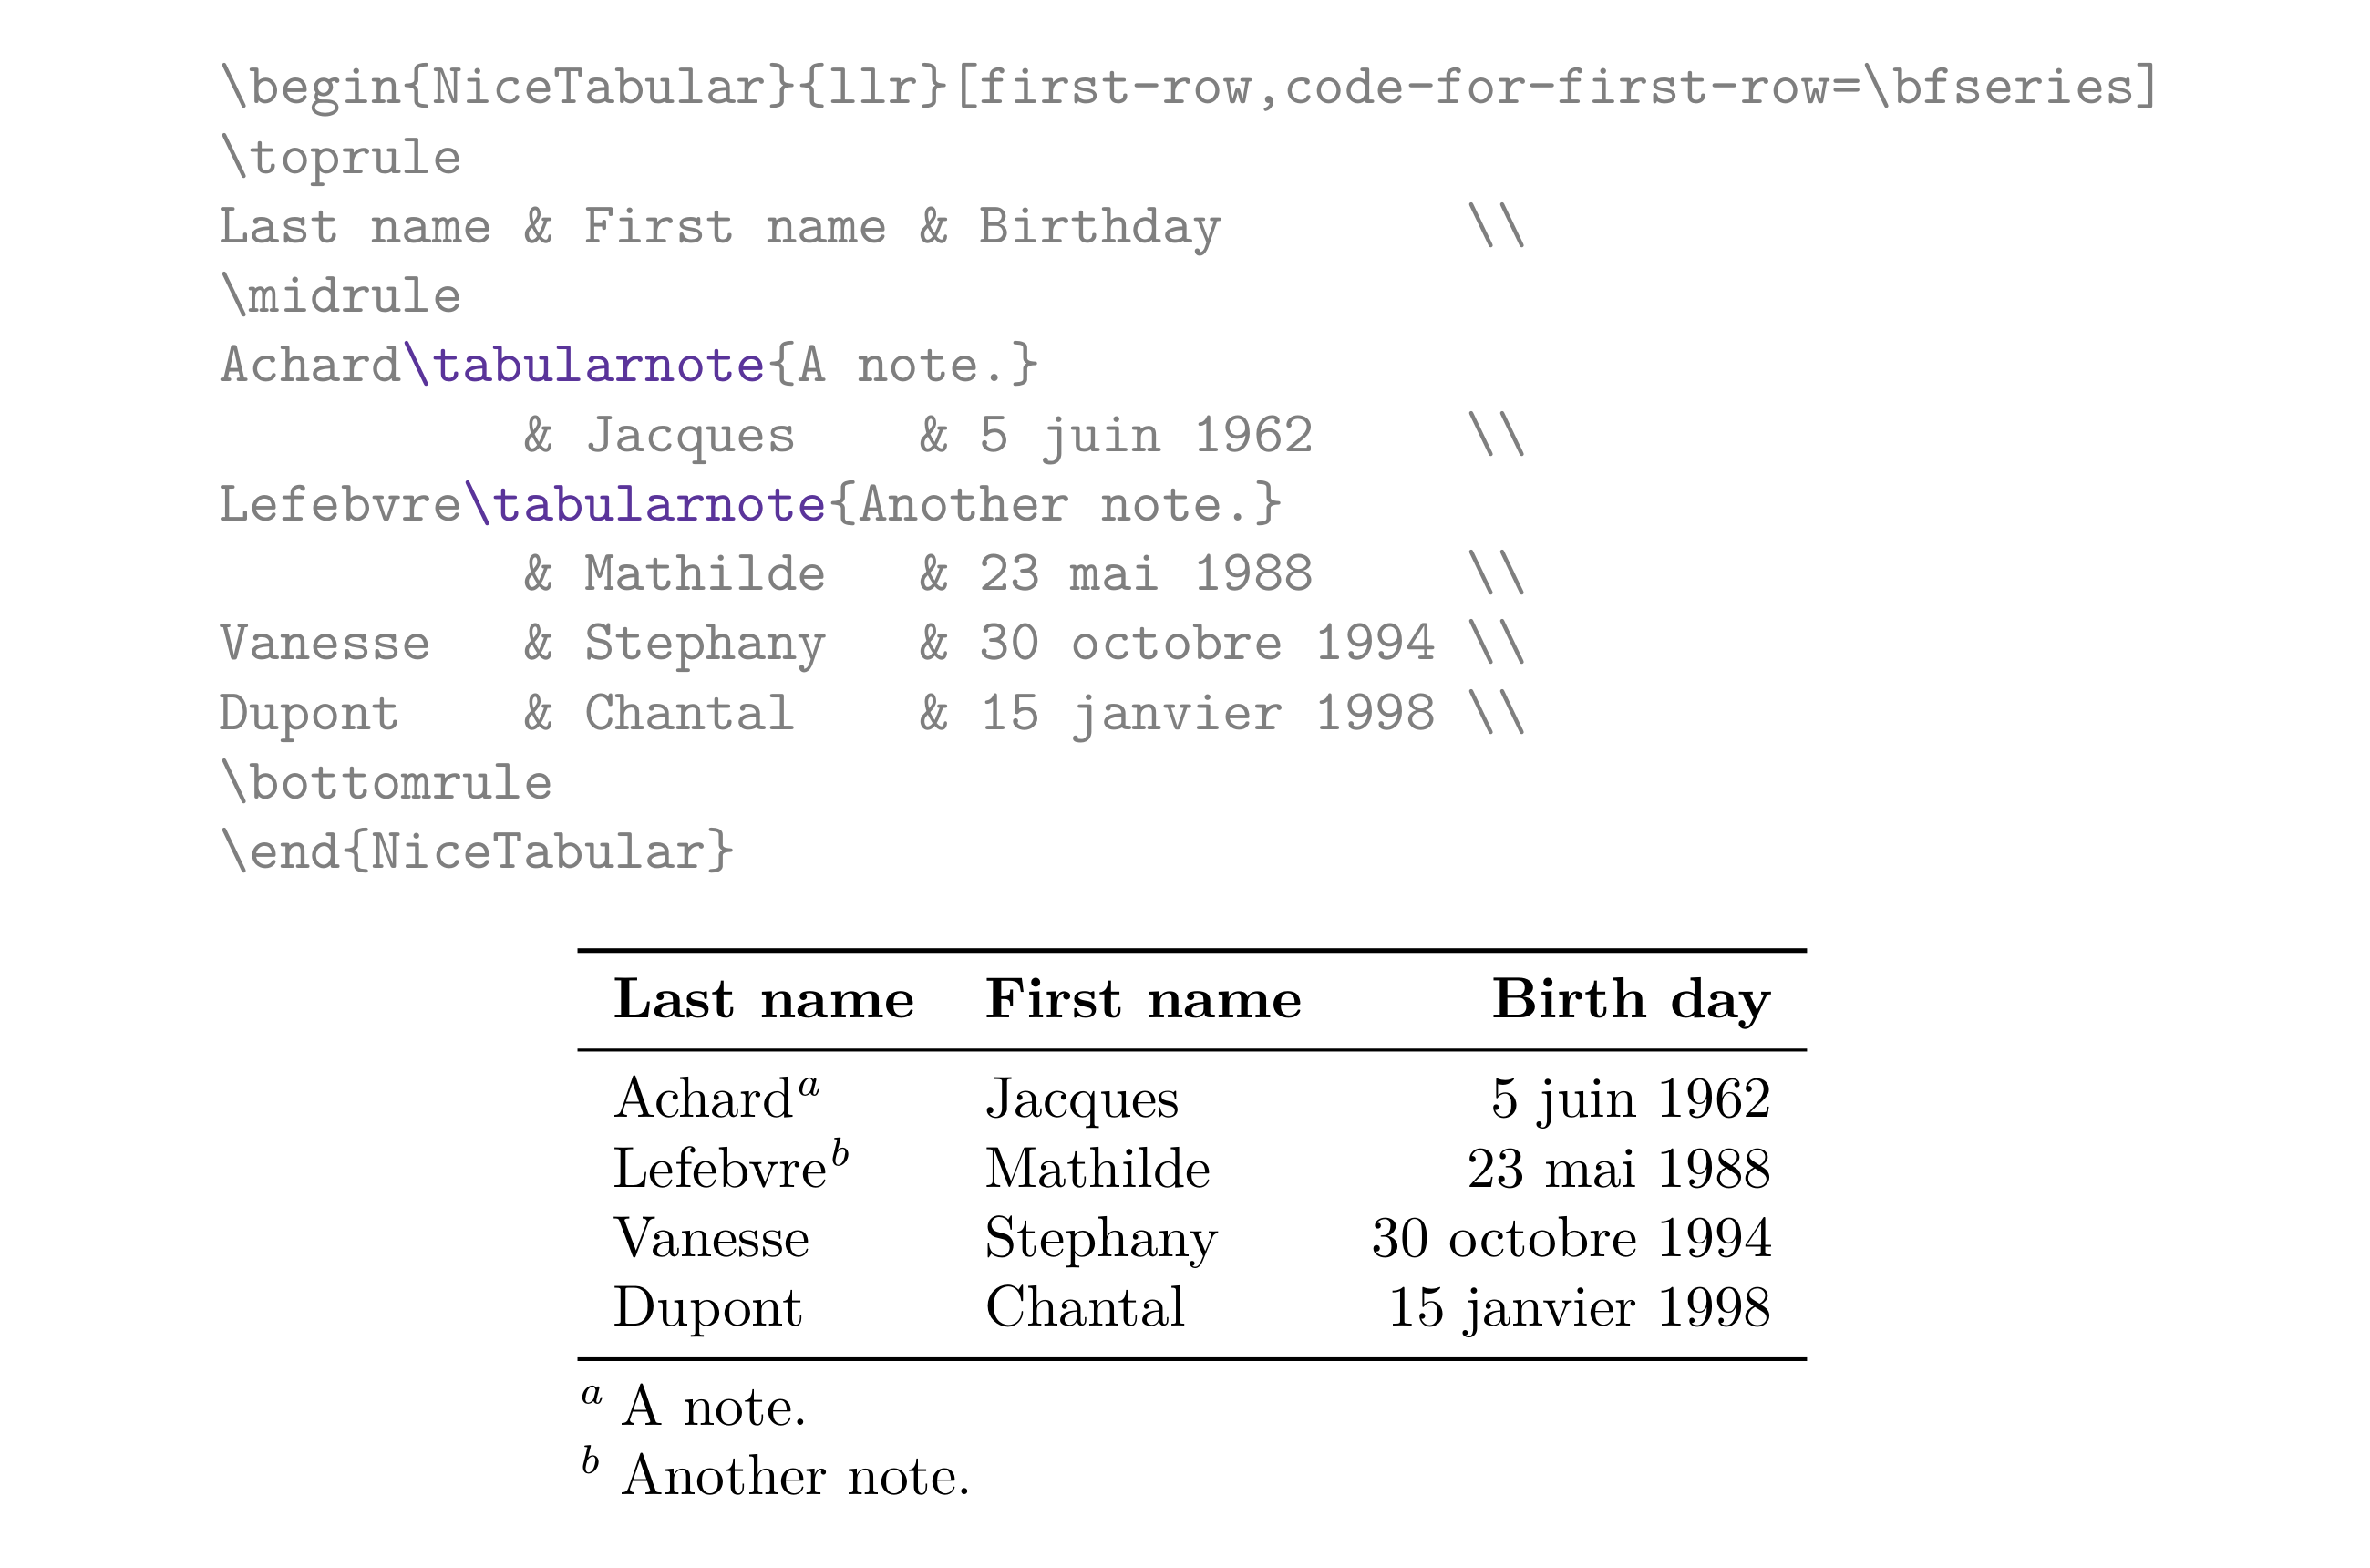 \begin{NiceTabular}{llr}[first-row,code-for-first-row=\bfseries]
\toprule
Last name & First name & Birthday        \\
\midrule
Achard\tabularnote{A note.}
          & Jacques    & 5 juin 1962     \\
Lefebvre\tabularnote{Another note.}
          & Mathilde   & 23 mai 1988     \\
Vanesse   & Stephany   & 30 octobre 1994 \\
Dupont    & Chantal    & 15 janvier 1998 \\
\bottomrule
\end{NiceTabular}
Last name First name Birth day
Achard^a Jacques 5 juin 1962
Lefebvre^b Mathilde 23 mai 1988
Vanesse Stephany 30 octobre 1994
Dupont Chantal 15 janvier 1998
^a A note.
^b Another note.